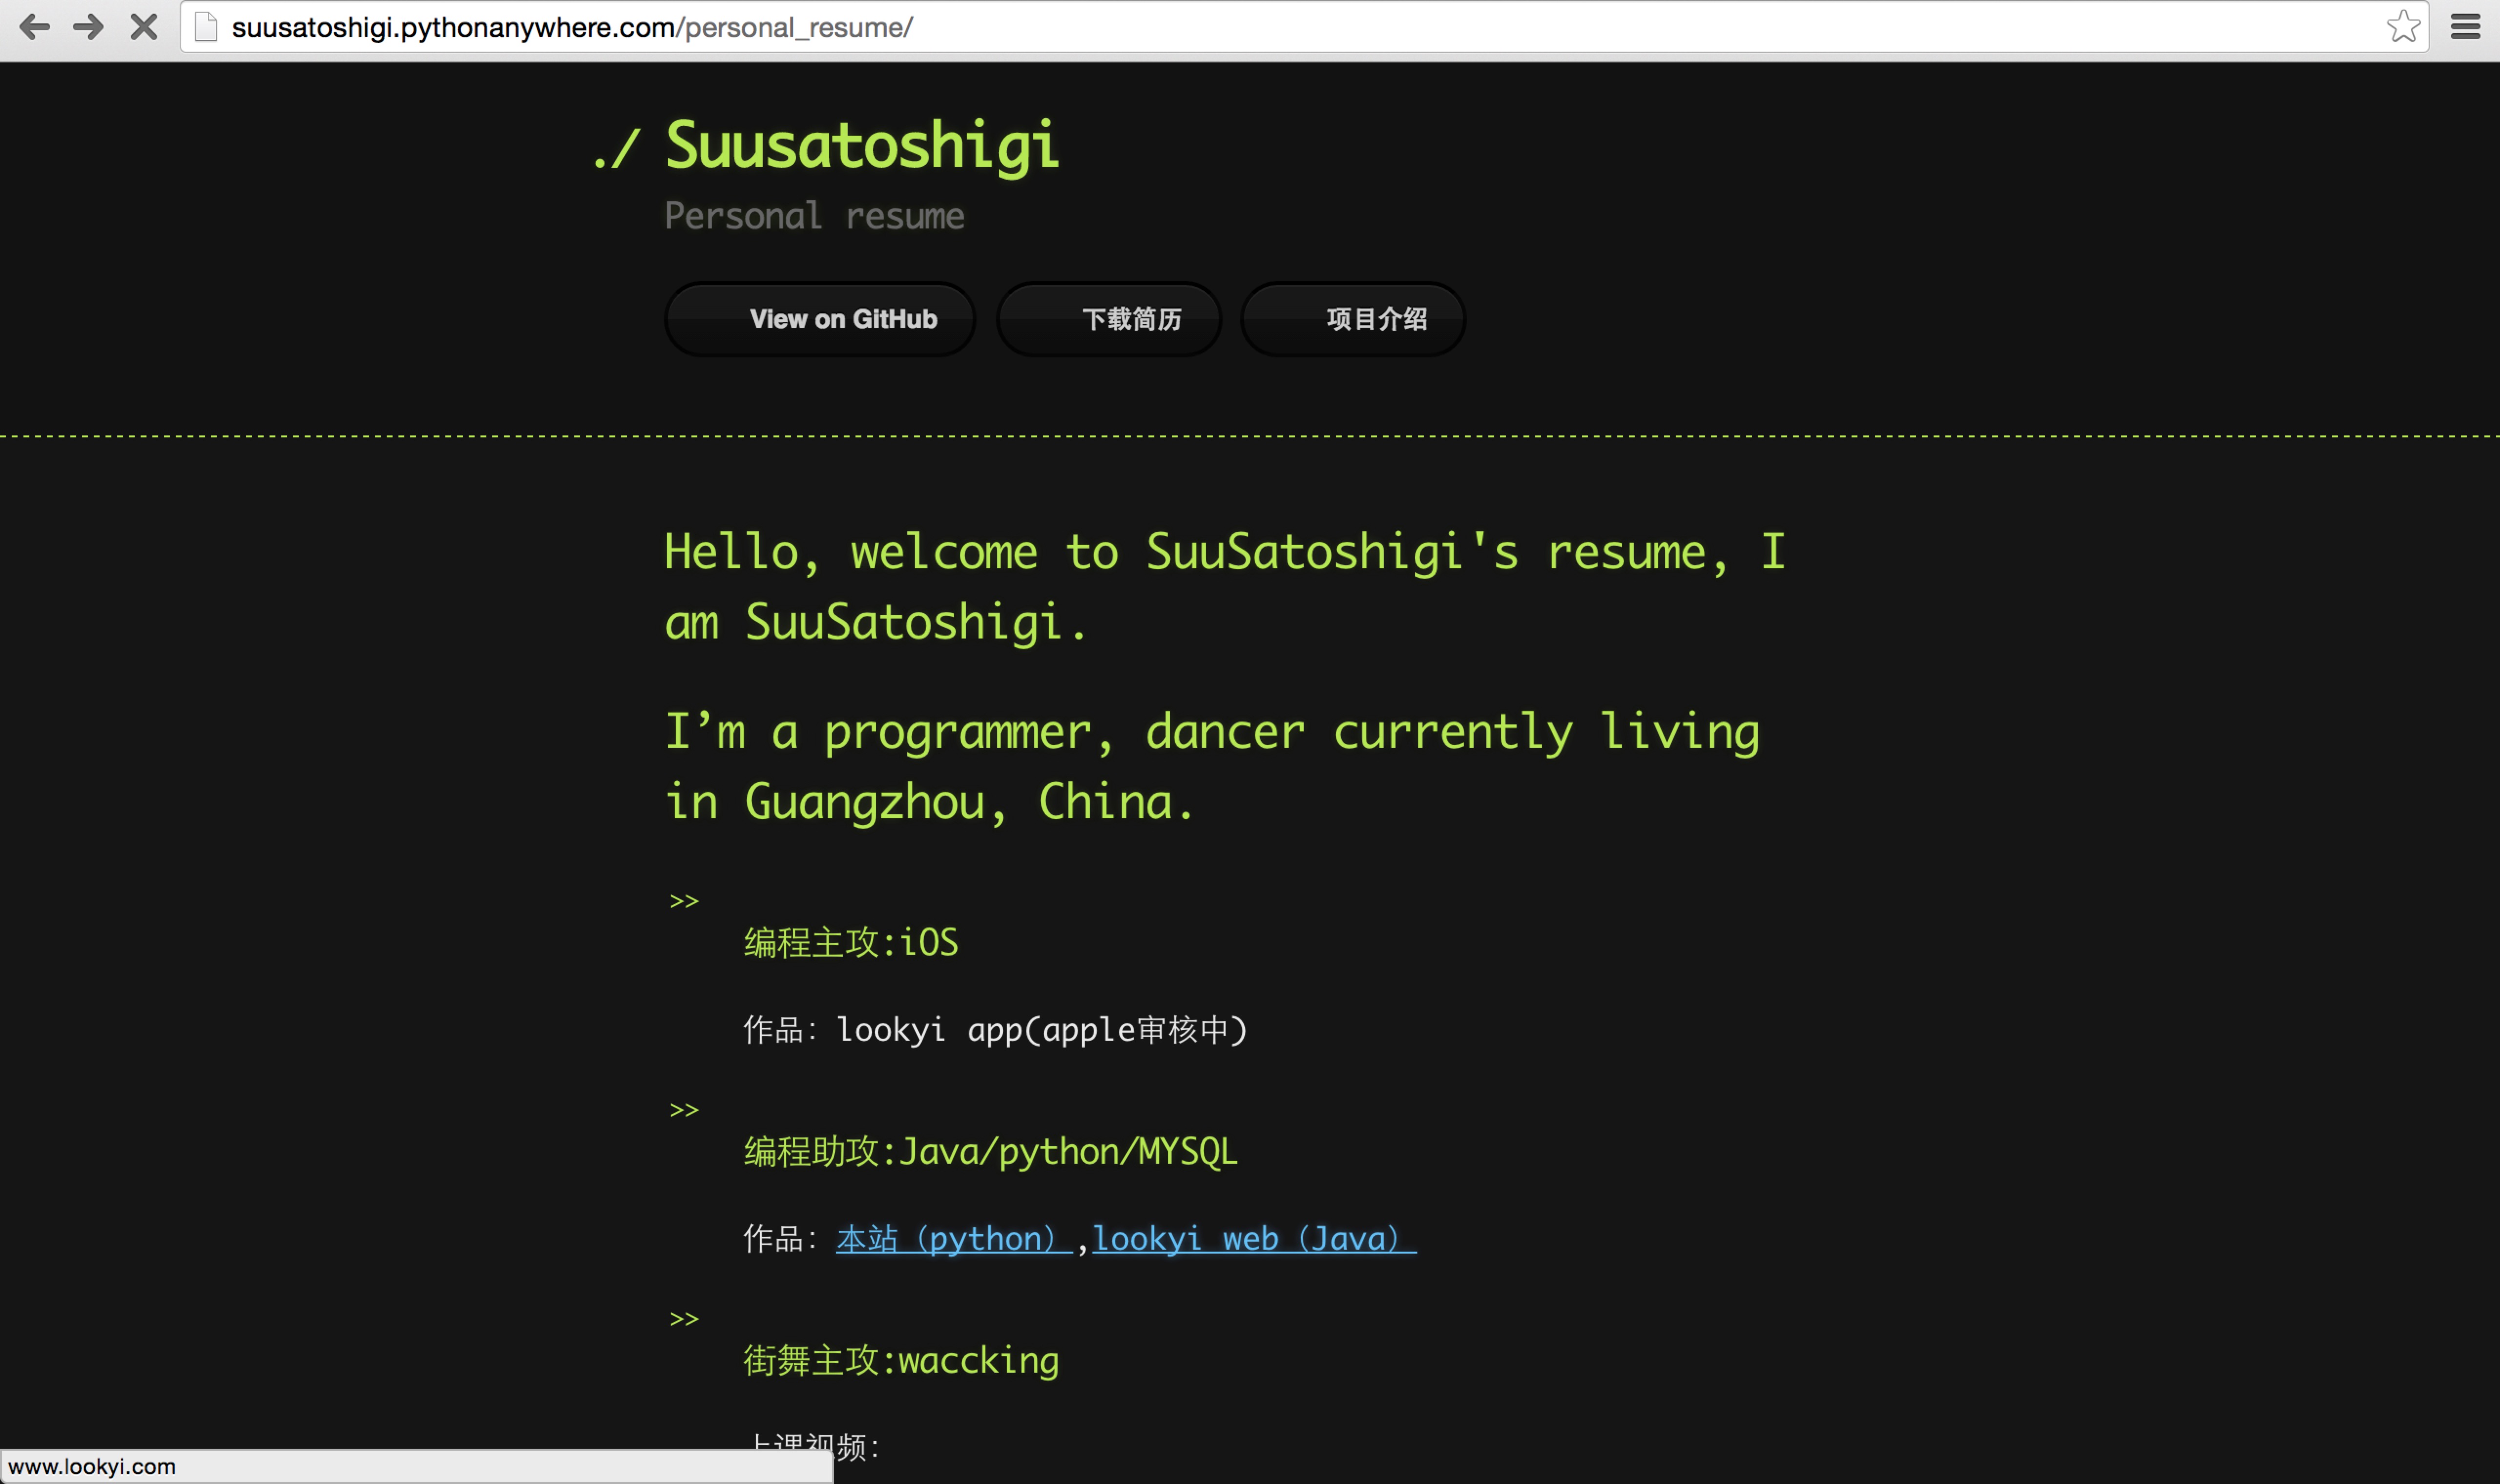 suusatoshigi.pythonanywhere.com/personal_resume/
./ Suusatoshigi
Personal resume
View on GitHub
下载简历
项目介绍
Hello, welcome to SuuSatoshigi's resume, I
am SuuSatoshigi.
I’m a programmer, dancer currently living
in Guangzhou, China.
>>
编程主攻:iOS
作品：lookyi app(apple审核中)
>>
编程助攻:Java/python/MYSQL
作品：本站（python）,lookyi web（Java）
>>
街舞主攻:waccking
上课视频：
www.lookyi.com